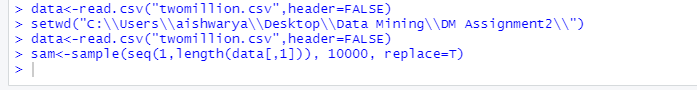 > data<-read.csv("twomillion.csv",header=FALSE)
> setwd("C:\\Users\\aishwarya\\Desktop\\Data Mining\\DM Assignment2\\")
> data<-read.csv("twomillion.csv",header=FALSE)
> sam<-sample(seq(1,length(data[,1])), 10000, replace=T)
>